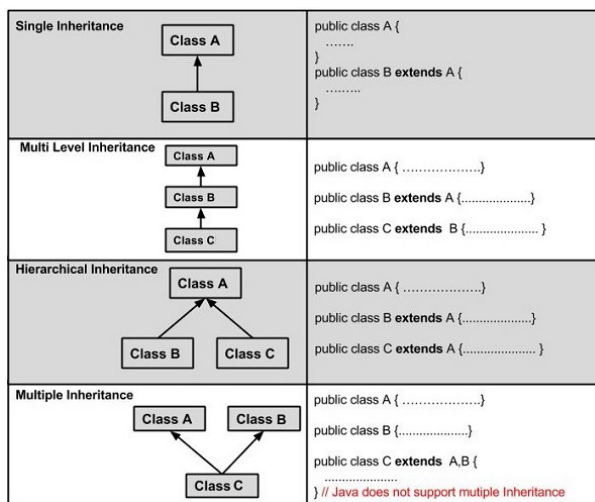 Single Inheritance
Class A
Class B
public class A {
.......
}
public class B extends A {
.........
}
Multi Level Inheritance
Class A
Class B
Class C
public class A { ....................}
public class B extends A {....................}
public class C extends B {..................... }
Hierarchical Inheritance
Class A
Class B
Class C
public class A { ....................}
public class B extends A {....................}
public class C extends A {..................... }
Multiple Inheritance
Class A
Class B
Class C
public class A { ....................}
public class B {....................}
public class C extends A,B {
.....................
} // Java does not support mutiple Inheritance